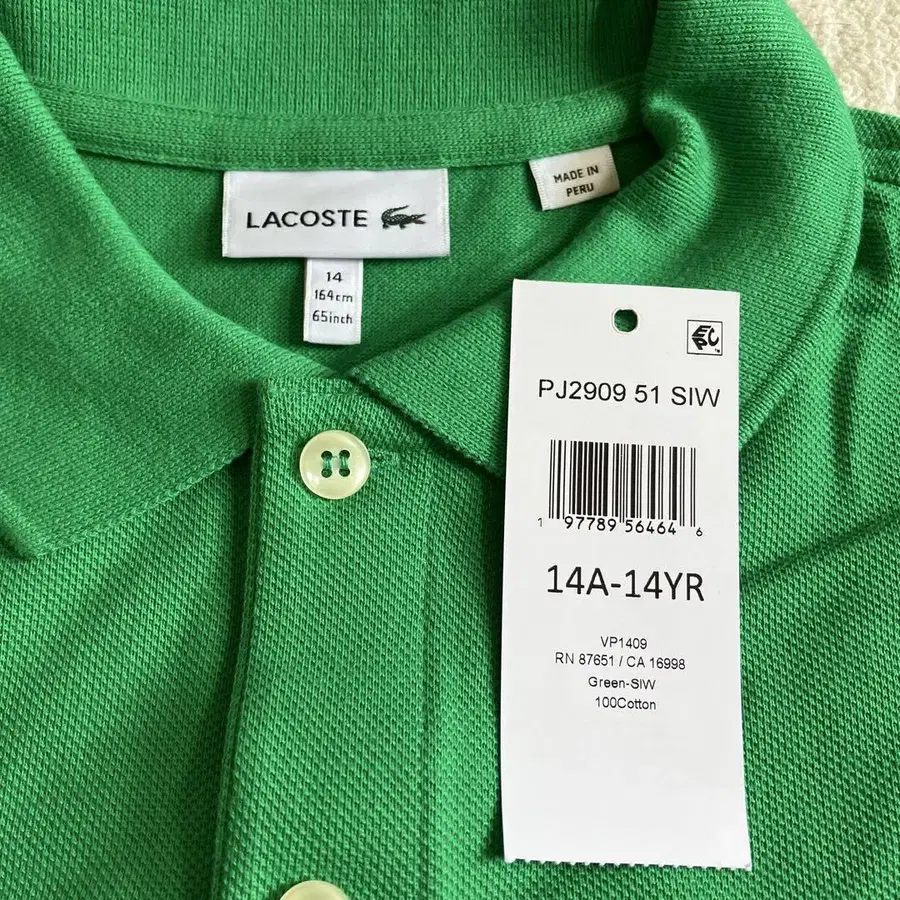 LACOSTE
14
164cm
65inch
MADE IN
PERU
EPC
PJ2909 51 SIW
1 97789 56464 6
14A-14YR
VP1409
RN 87651 / CA 16998
Green-SIW
100Cotton